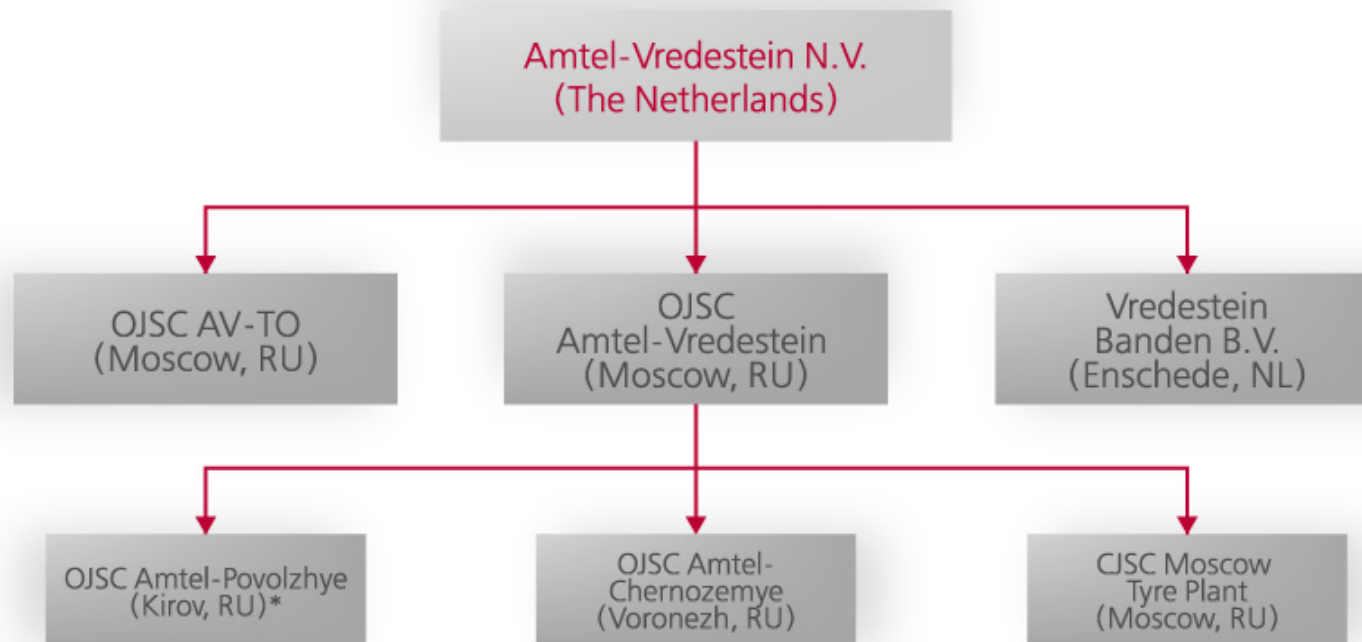 Amtel-Vredestein N.V.
(The Netherlands)
OJSC AV-TO
(Moscow, RU)
OJSC
Amtel-Vredestein
(Moscow, RU)
Vredestein
Banden B.V.
(Enschede, NL)
OJSC Amtel-Povolzhye
(Kirov, RU)*
OJSC Amtel-
Chernozemye
(Voronezh, RU)
CJSC Moscow
Tyre Plant
(Moscow, RU)